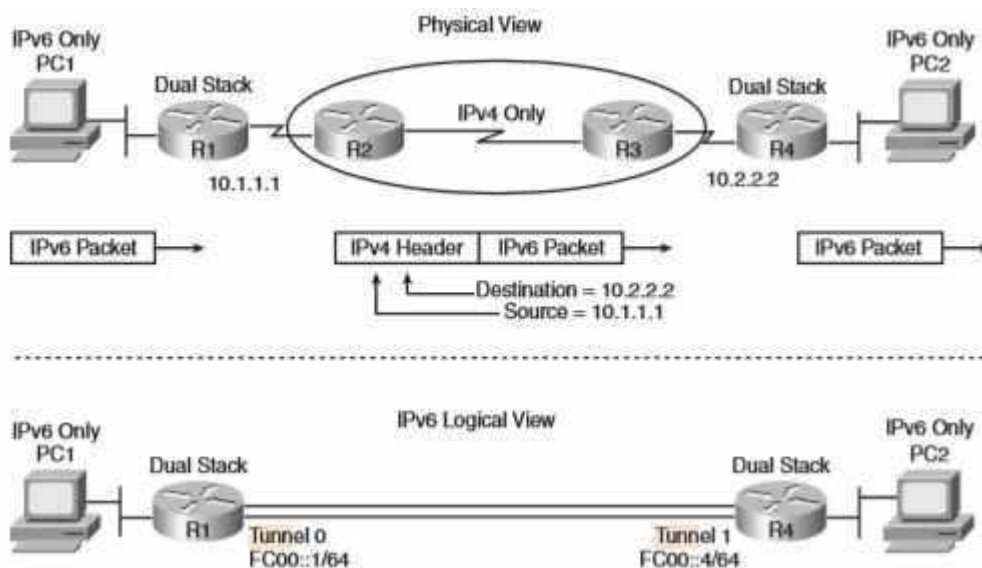 Physical View
IPv6 Only
PC1
Dual Stack
R1
10.1.1.1
R2
IPv4 Only
R3
Dual Stack
R4
10.2.2.2
IPv6 Only
PC2
IPv6 Packet
IPv4 Header
IPv6 Packet
IPv6 Packet
Destination = 10.2.2.2
Source = 10.1.1.1
IPv6 Logical View
IPv6 Only
PC1
Dual Stack
R1
Tunnel 0
FC00::1/64
Dual Stack
R4
Tunnel 1
FC00::4/64
IPv6 Only
PC2